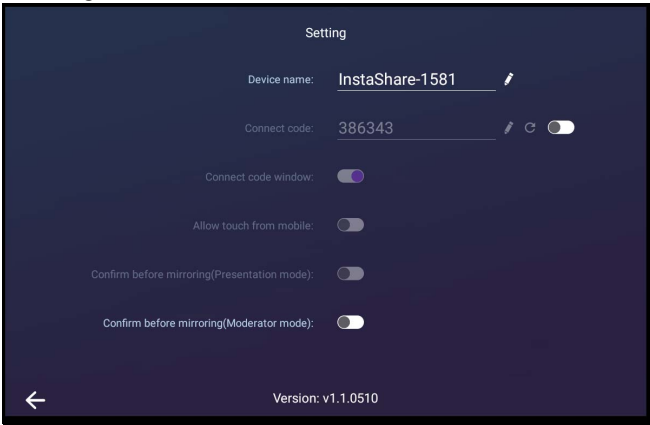 Setting
Device name: InstaShare-1581
Connect code: 386343
Connect code window:
Allow touch from mobile:
Confirm before mirroring(Presentation mode):
Confirm before mirroring(Moderator mode):
Version: v1.1.0510